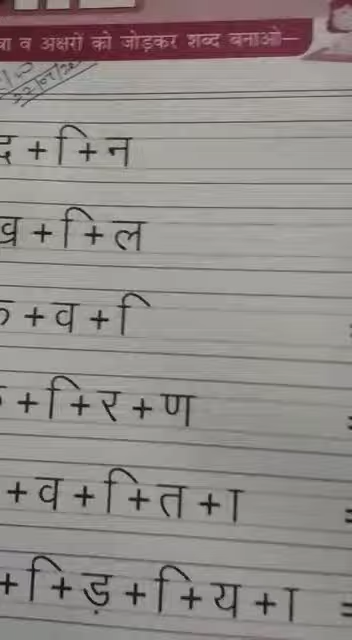 व अक्षरों को जोड़कर शब्द बनाओ–
द + ि + न
ख + ि + ल
क + व + ि
+ ि + र + ण =
+ व + ि + त + ा =
+ ि + ड़ + ि + य + ा =